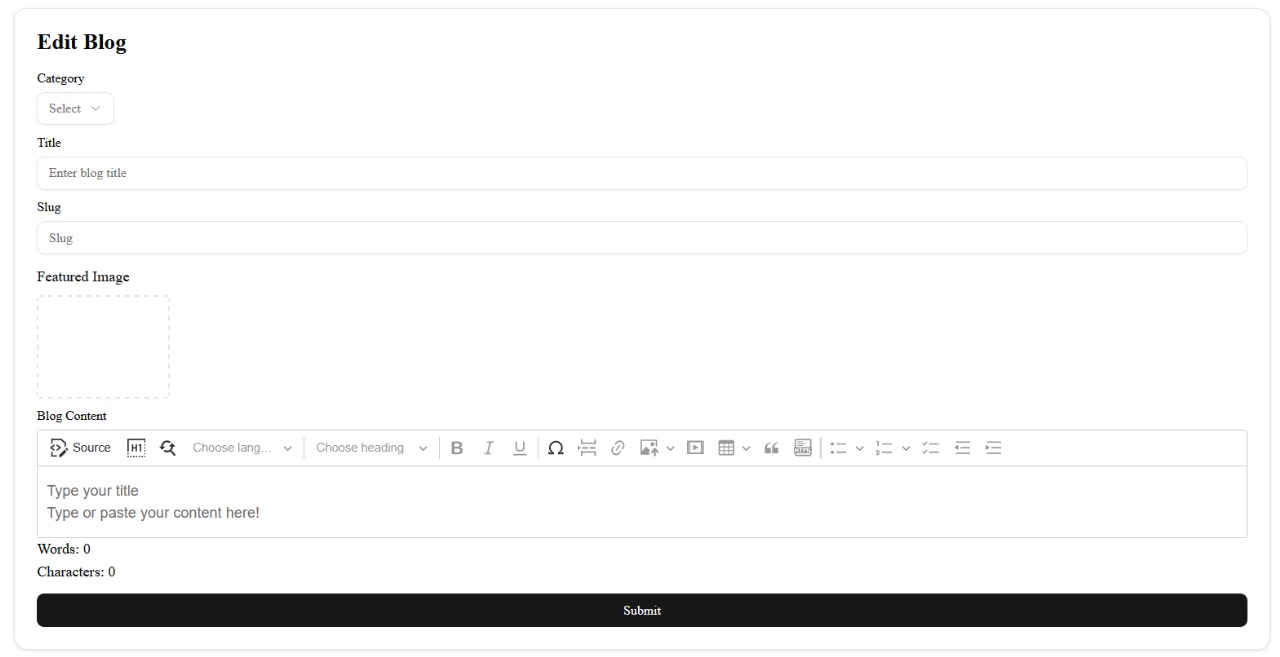 Edit Blog
Category
Select
Title
Enter blog title
Slug
Slug
Featured Image
Blog Content
Source H1 Choose lang... Choose heading B I U Ω
Type your title
Type or paste your content here!
Words: 0
Characters: 0
Submit